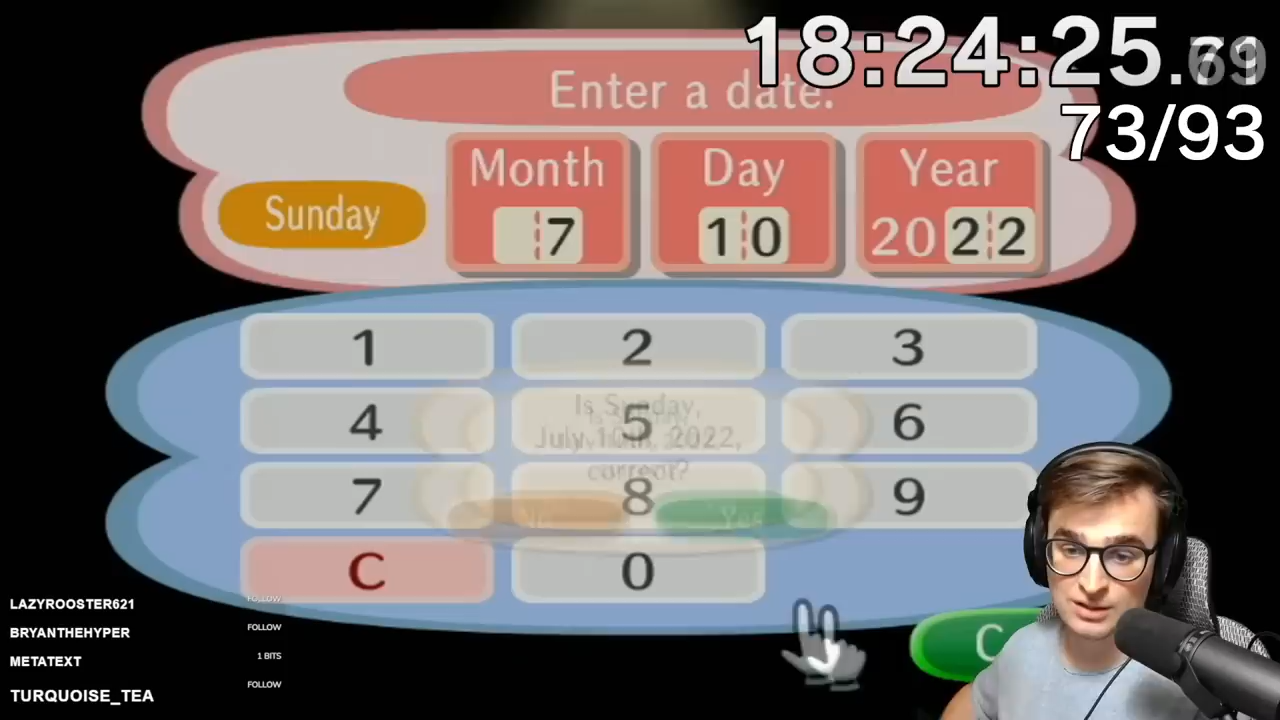 18:24:25.
73/93
Enter a date.
Sunday
Month
7
Day
10
Year
2022
1
2
3
4
5
6
7
8
9
C
0
Is Sunday,
July 10th, 2022,
correct?
Yes
C
LAZYROOSTER621 FOLLOW
BRYANTHEHYPER FOLLOW
METATEXT 1 BITS
TURQUOISE_TEA FOLLOW